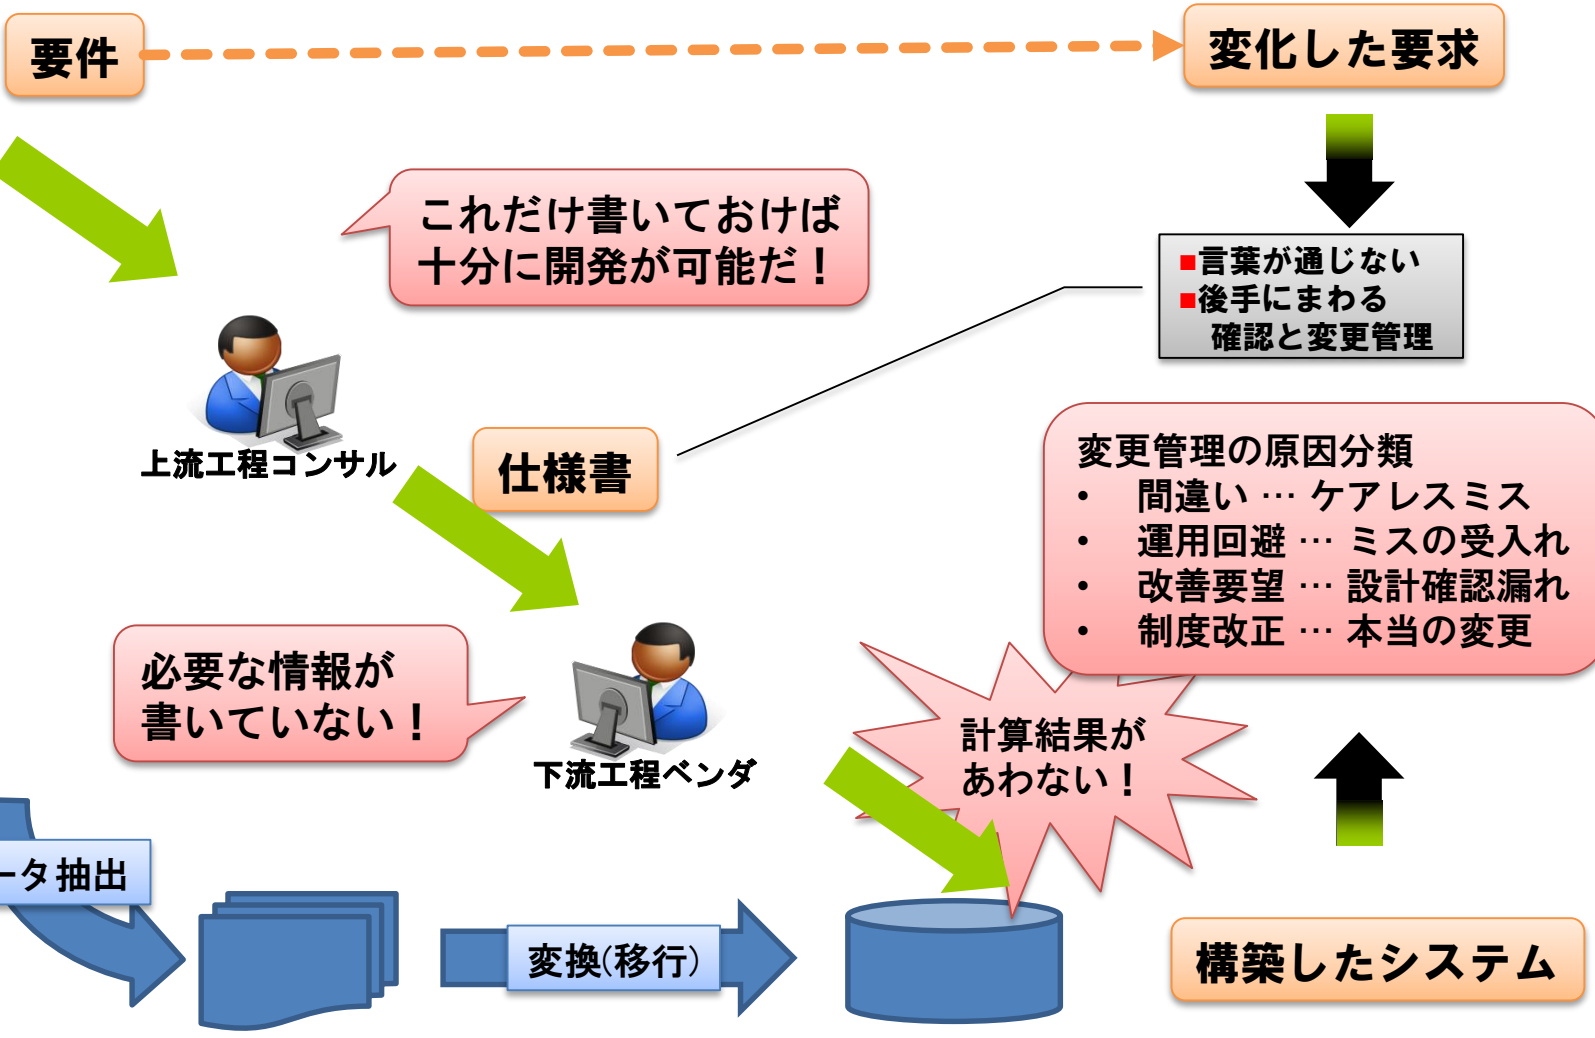 要件
変化した要求
これだけ書いておけば
十分に開発が可能だ！
■言葉が通じない
■後手にまわる
確認と変更管理
上流工程コンサル
仕様書
変更管理の原因分類
• 間違い … ケアレスミス
• 運用回避 … ミスの受入れ
• 改善要望 … 設計確認漏れ
• 制度改正 … 本当の変更
必要な情報が
書いていない！
下流工程ベンダ
計算結果が
あわない！
ータ抽出
変換(移行)
構築したシステム